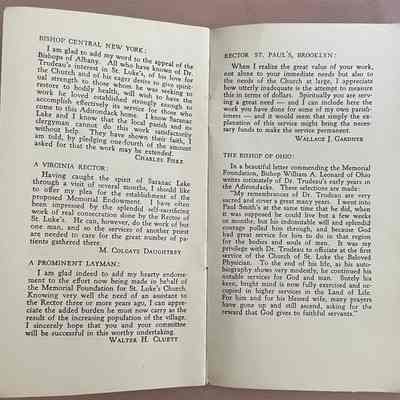 BISHOP CENTRAL NEW YORK:
I am glad to add my word to the appeal of the
Bishops of Albany. All who have known of Dr.
Trudeau's interest in St. Luke's, of his love for
the Church and of his eager desire to give spirit-
ual strength to those whom he was seeking to
restore to bodily health, will wish to have the
work he loved established strongly enough to
accomplish effectively its service for those who
come to this Adirondack home. I know Saranac
Lake and I know that the local parish and its
clergyman cannot do this work satisfactorily
without help. They have shown their faith, I
am told, by pledging one-fourth of the amount
asked for that the work may be extended.
CHARLES FISKE
A VIRGINIA RECTOR:
Having caught the spirit of Saranac Lake
through a visit of several months, I should like
to offer my plea for the establishment of the
proposed Memorial Endowment. I have often
been impressed by the splendid self-sacrificing
work of real consecration done by the Rector of
St. Luke's. He can, however, do the work of but
one man, and so the services of another priest
are needed to care for the great number of pa-
tients gathered there.
M. COLGATE DAUGHTREY
A PROMINENT LAYMAN:
I am glad indeed to add my hearty endorse-
ment to the effort now being made in behalf of
the Memorial Foundation for St. Luke's Church.
Knowing very well the need of an assistant to
the Rector three or more years ago, I can appre-
ciate the added burden he must now carry as the
result of the increasing population of the village.
I sincerely hope that you and your committee
will be successful in this worthy undertaking.
WALTER H. CLUETT
RECTOR ST. PAUL'S, BROOKLEN:
When I realize the great value of your work,
not alone to your immediate needs but also to
the needs of the Church at large, I appreciate
how utterly inadequate is the attempt to measure
this in terms of dollars. Spiritually you are serv-
ing a great need — and I can include here the
work you have done for some of my own parish-
ioners — and it would seem that simply the ex-
planation of this service might bring the neces-
sary funds to make the service permanent.
WALLACE J. GARDNER
THE BISHOP OF OHIO:
In a beautiful letter commending the Memorial
Foundation, Bishop William A. Leonard of Ohio
writes intimately of Dr. Trudeau's early years in
the Adirondacks. These selections are made:
"My remembrances of Dr. Trudeau are very
sacred and cover a great many years. I went into
Paul Smith's at the same time that he did, when
it was supposed he could live but a few weeks
or months; but his indomitable will and splendid
courage pulled him through, and because God
had great service for him to do in that region
for the bodies and souls of men. It was my
privilege with Dr. Trudeau to officiate at the first
service of the Church of St. Luke the Beloved
Physician. To the end of his life, as his auto-
biography shows very modestly, he continued his
notable services for God and man. Surely his
keen, bright mind is now fully exercised and oc-
cupied in higher services in the Land of Life.
For him and for his blessed wife, many prayers
have gone up and still ascend, asking for the
reward that God gives to faithful servants."